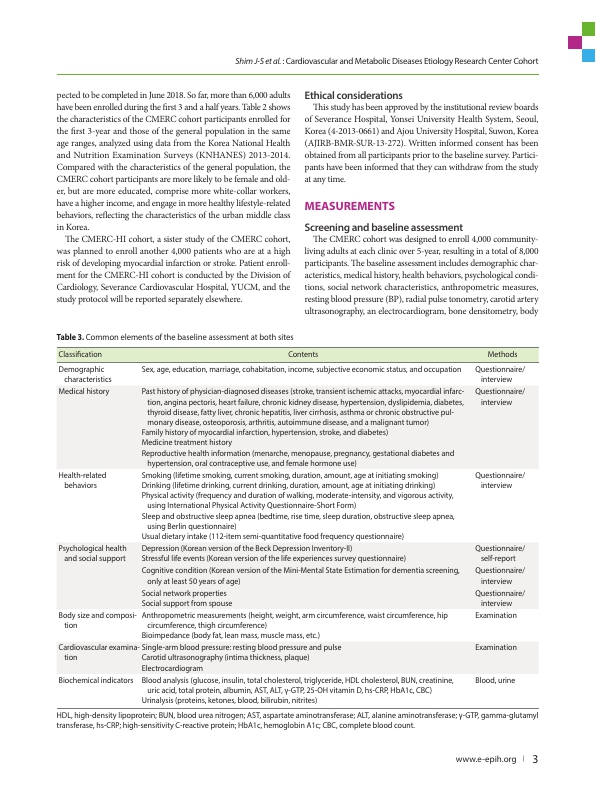 Shim J-S et al. : Cardiovascular and Metabolic Diseases Etiology Research Center Cohort
pected to be completed in June 2018. So far, more than 6,000 adults
have been enrolled during the first 3 and a half years. Table 2 shows
the characteristics of the CMERC cohort participants enrolled for
the first 3-year and those of the general population in the same
age ranges, analyzed using data from the Korea National Health
and Nutrition Examination Surveys (KNHANES) 2013-2014.
Compared with the characteristics of the general population, the
CMERC cohort participants are more likely to be female and old-
er, but are more educated, comprise more white-collar workers,
have a higher income, and engage in more healthy lifestyle-related
behaviors, reflecting the characteristics of the urban middle class
in Korea.
The CMERC-HI cohort, a sister study of the CMERC cohort,
was planned to enroll another 4,000 patients who are at a high
risk of developing myocardial infarction or stroke. Patient enroll-
ment for the CMERC-HI cohort is conducted by the Division of
Cardiology, Severance Cardiovascular Hospital, YUCM, and the
study protocol will be reported separately elsewhere.
Ethical considerations
This study has been approved by the institutional review boards
of Severance Hospital, Yonsei University Health System, Seoul,
Korea (4-2013-0661) and Ajou University Hospital, Suwon, Korea
(AJIRB-BMR-SUR-13-272). Written informed consent has been
obtained from all participants prior to the baseline survey. Partici-
pants have been informed that they can withdraw from the study
at any time.
MEASUREMENTS
Screening and baseline assessment
The CMERC cohort was designed to enroll 4,000 community-
living adults at each clinic over 5-year, resulting in a total of 8,000
participants. The baseline assessment includes demographic char-
acteristics, medical history, health behaviors, psychological condi-
tions, social network characteristics, anthropometric measures,
resting blood pressure (BP), radial pulse tonometry, carotid artery
ultrasonography, an electrocardiogram, bone densitometry, body
Table 3. Common elements of the baseline assessment at both sites
Classification Contents Methods
Demographic Sex, age, education, marriage, cohabitation, income, subjective economic status, and occupation Questionnaire/
characteristics interview
Medical history Past history of physician-diagnosed diseases (stroke, transient ischemic attacks, myocardial infarc- Questionnaire/
tion, angina pectoris, heart failure, chronic kidney disease, hypertension, dyslipidemia, diabetes, interview
thyroid disease, fatty liver, chronic hepatitis, liver cirrhosis, asthma or chronic obstructive pul-
monary disease, osteoporosis, arthritis, autoimmune disease, and a malignant tumor)
Family history of myocardial infarction, hypertension, stroke, and diabetes)
Medicine treatment history
Reproductive health information (menarche, menopause, pregnancy, gestational diabetes and
hypertension, oral contraceptive use, and female hormone use)
Health-related Smoking (lifetime smoking, current smoking, duration, amount, age at initiating smoking) Questionnaire/
behaviors Drinking (lifetime drinking, current drinking, duration, amount, age at initiating drinking) interview
Physical activity (frequency and duration of walking, moderate-intensity, and vigorous activity,
using International Physical Activity Questionnaire-Short Form)
Sleep and obstructive sleep apnea (bedtime, rise time, sleep duration, obstructive sleep apnea,
using Berlin questionnaire)
Usual dietary intake (112-item semi-quantitative food frequency questionnaire)
Psychological health Depression (Korean version of the Beck Depression Inventory-II) Questionnaire/
and social support Stressful life events (Korean version of the life experiences survey questionnaire) self-report
Cognitive condition (Korean version of the Mini-Mental State Estimation for dementia screening, Questionnaire/
only at least 50 years of age) interview
Social network properties Questionnaire/
Social support from spouse interview
Body size and composi- Anthropometric measurements (height, weight, arm circumference, waist circumference, hip Examination
tion circumference, thigh circumference)
Bioimpedance (body fat, lean mass, muscle mass, etc.)
Cardiovascular examina- Single-arm blood pressure: resting blood pressure and pulse Examination
tion Carotid ultrasonography (intima thickness, plaque)
Electrocardiogram
Biochemical indicators Blood analysis (glucose, insulin, total cholesterol, triglyceride, HDL cholesterol, BUN, creatinine, Blood, urine
uric acid, total protein, albumin, AST, ALT, γ-GTP, 25-OH vitamin D, hs-CRP, HbA1c, CBC)
Urinalysis (proteins, ketones, blood, bilirubin, nitrites)
HDL, high-density lipoprotein; BUN, blood urea nitrogen; AST, aspartate aminotransferase; ALT, alanine aminotransferase; γ-GTP, gamma-glutamyl
transferase, hs-CRP; high-sensitivity C-reactive protein; HbA1c, hemoglobin A1c; CBC, complete blood count.
www.e-epih.org | 3